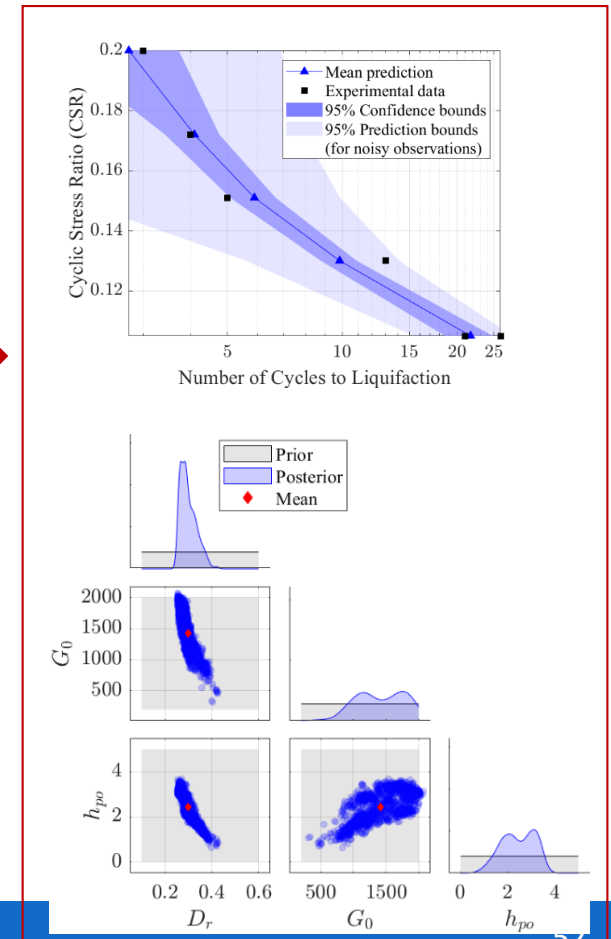 0.2
0.18
0.16
0.14
0.12
Cyclic Stress Ratio (CSR)
Mean prediction
Experimental data
95% Confidence bounds
95% Prediction bounds
(for noisy observations)
5 10 15 20 25
Number of Cycles to Liquifaction
Prior
Posterior
Mean
2000
1500
1000
500
G0
4
2
0
hpo
0.2 0.4 0.6
500 1500
0 2 4
Dr
G0
hpo